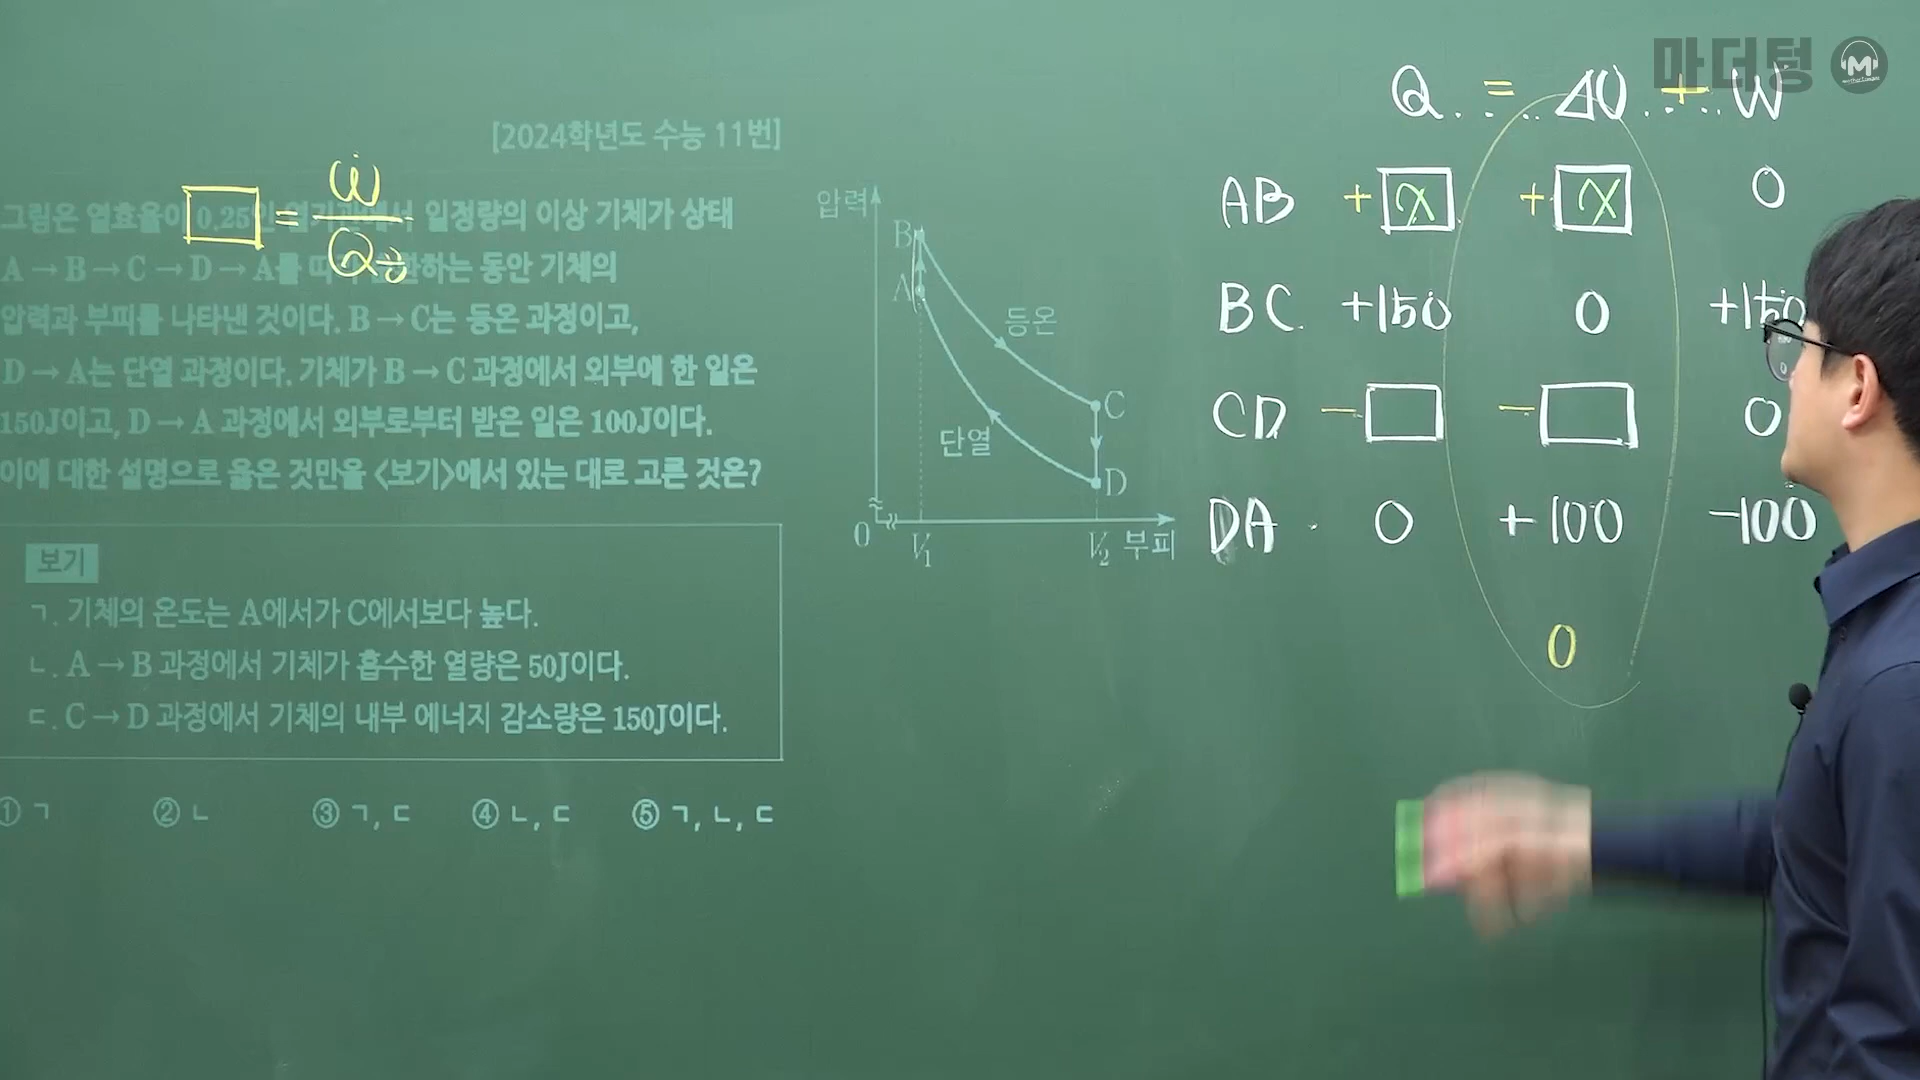 마더텅 M
[2024학년도 수능 11번]
그림은 열효율이 0.25인 열기관에서 일정량의 이상 기체가 상태
A → B → C → D → A를 따라 순환하는 동안 기체의
압력과 부피를 나타낸 것이다. B → C는 등온 과정이고,
D → A는 단열 과정이다. 기체가 B → C 과정에서 외부에 한 일은
150J이고, D → A 과정에서 외부로부터 받은 일은 100J이다.
이에 대한 설명으로 옳은 것만을 <보기>에서 있는 대로 고른 것은?
보기
ㄱ. 기체의 온도는 A에서가 C에서보다 높다.
ㄴ. A → B 과정에서 기체가 흡수한 열량은 50J이다.
ㄷ. C → D 과정에서 기체의 내부 에너지 감소량은 150J이다.
① ㄱ ② ㄴ ③ ㄱ, ㄷ ④ ㄴ, ㄷ ⑤ ㄱ, ㄴ, ㄷ
□ = W / Q
압력
B
A
등온
C
단열
D
0 V₁ V₂ 부피
Q = ΔU + W
AB + x + x 0
BC +150 0 +150
CD - □ - □ 0
DA 0 +100 -100
0